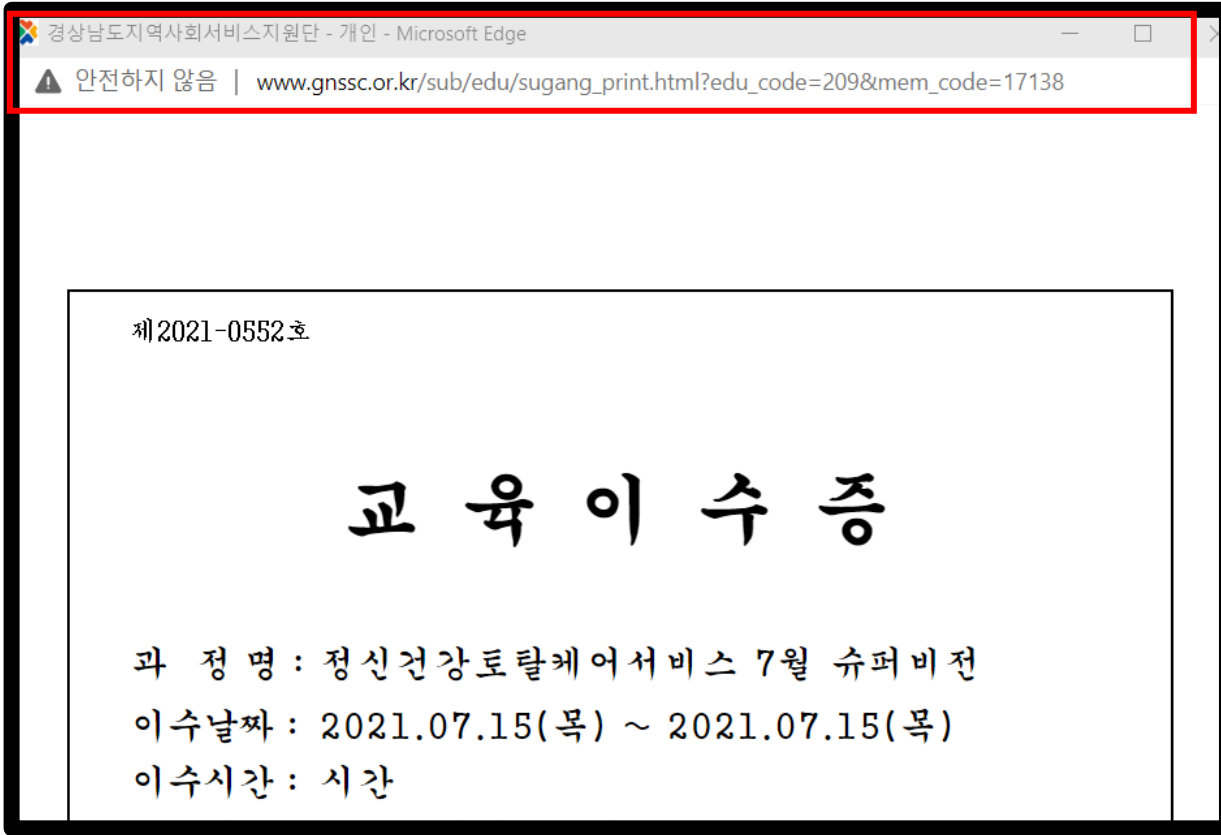 경상남도지역사회서비스지원단 - 개인 - Microsoft Edge
안전하지 않음 | www.gnssc.or.kr/sub/edu/sugang_print.html?edu_code=209&mem_code=17138
제2021-0552호
교 육 이 수 증
과 정 명 : 정신건강토탈케어서비스 7월 슈퍼비전
이수날짜 : 2021.07.15(목) ~ 2021.07.15(목)
이수시간 : 시간